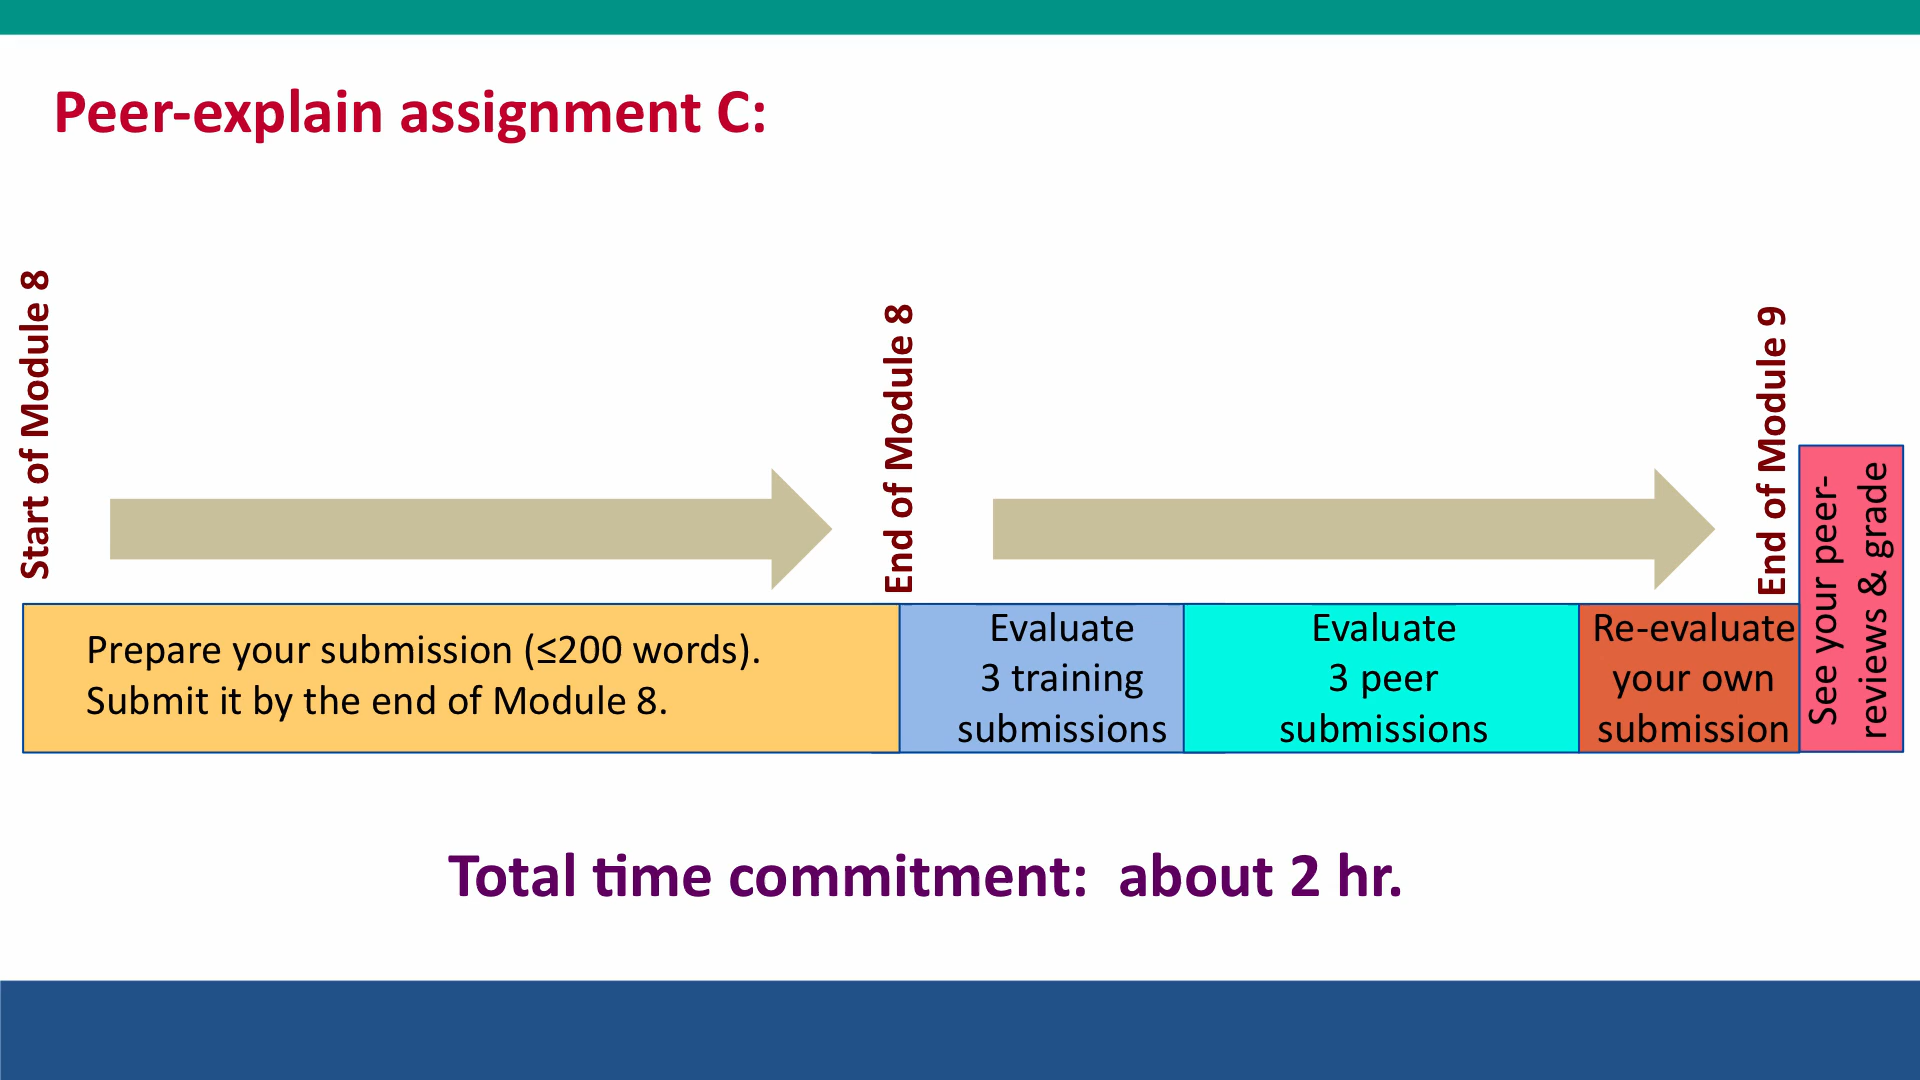 Peer-explain assignment C:
Start of Module 8
End of Module 8
End of Module 9
Prepare your submission (≤200 words).
Submit it by the end of Module 8.
Evaluate
3 training
submissions
Evaluate
3 peer
submissions
Re-evaluate
your own
submission
See your peer-
reviews & grade
Total time commitment:  about 2 hr.